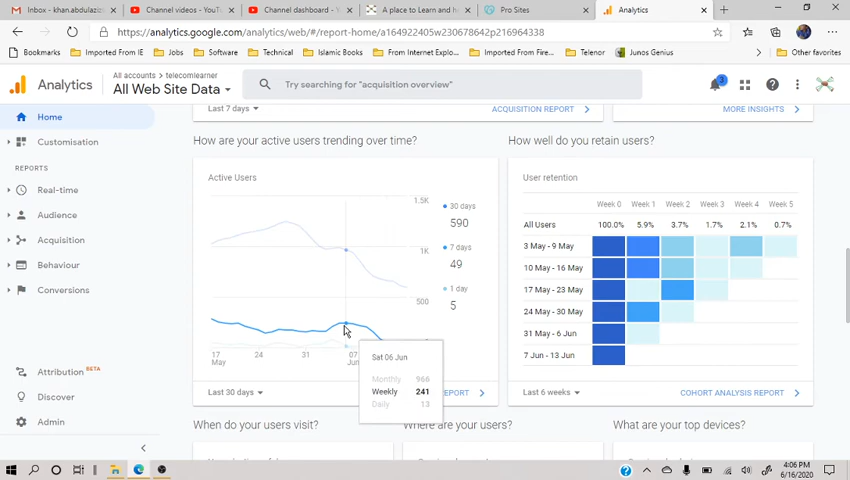 Inbox - khan.abdulaziz
Channel videos - YouT
Channel dashboard -
A place to Learn and h
Pro Sites
Analytics
https://analytics.google.com/analytics/web/#/report-home/a164922405w230678642p216964338
Bookmarks
Imported From IE
Jobs
Software
Technical
Islamic Books
From Internet Explo...
Imported From Fire...
Telenor
Junos Genius
Other favorites
Analytics
All accounts > telecomlearner
All Web Site Data
Try searching for "acquisition overview"
3
Home
Customisation
REPORTS
Real-time
Audience
Acquisition
Behaviour
Conversions
Attribution BETA
Discover
Admin
Last 7 days
ACQUISITION REPORT
MORE INSIGHTS
How are your active users trending over time?
Active Users
1.5K
1K
500
17
May
24
31
07
Jun
30 days
590
7 days
49
1 day
5
Sat 06 Jun
Monthly 966
Weekly 241
Daily 13
Last 30 days
REPORT
How well do you retain users?
User retention
Week 0 Week 1 Week 2 Week 3 Week 4 Week 5
All Users 100.0% 5.9% 3.7% 1.7% 2.1% 0.7%
3 May - 9 May
10 May - 16 May
17 May - 23 May
24 May - 30 May
31 May - 6 Jun
7 Jun - 13 Jun
Last 6 weeks
COHORT ANALYSIS REPORT
When do your users visit?
Where are your users?
What are your top devices?
4:06 PM
6/16/2020